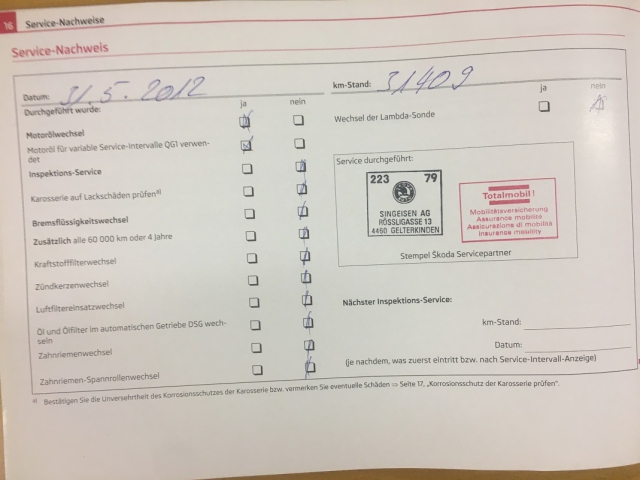 16 Service-Nachweise
Service-Nachweis
Datum: 31.5.2012
km-Stand: 31409
Durchgeführt wurde:
ja nein
ja nein
Motorölwechsel
Wechsel der Lambda-Sonde
Motoröl für variable Service-Intervalle QG1 verwen-
det
Inspektions-Service
Karosserie auf Lackschäden prüfen a)
Bremsflüssigkeitswechsel
Zusätzlich alle 60 000 km oder 4 Jahre
Kraftstofffilterwechsel
Zündkerzenwechsel
Luftfiltereinsatzwechsel
Öl und Ölfilter im automatischen Getriebe DSG wech-
seln
Zahnriemenwechsel
Zahnriemen-Spannrollenwechsel
Service durchgeführt:
223 79
SINGEISEN AG
RÖSSLIGASSE 13
4460 GELTERKINDEN
Totalmobil!
Mobilitätsversicherung
Assurance mobilité
Assicurazione di mobilità
Insurance mobility
Stempel Škoda Servicepartner
Nächster Inspektions-Service:
km-Stand:
Datum:
(je nachdem, was zuerst eintritt bzw. nach Service-Intervall-Anzeige)
a) Bestätigen Sie die Unversehrtheit des Korrosionsschutzes der Karosserie bzw. vermerken Sie eventuelle Schäden ⇒ Seite 17, „Korrosionsschutz der Karosserie prüfen“.